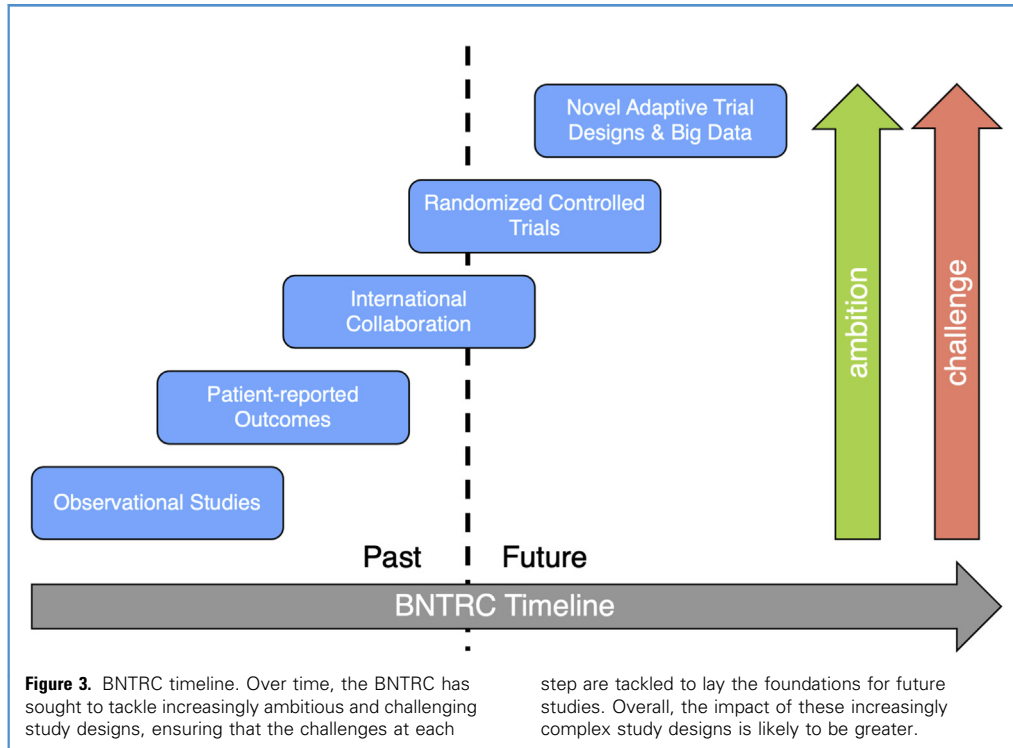 Novel Adaptive Trial
Designs & Big Data
Randomized Controlled
Trials
International
Collaboration
Patient-reported
Outcomes
Observational Studies
ambition
challenge
Past
Future
BNTRC Timeline
Figure 3. BNTRC timeline. Over time, the BNTRC has
sought to tackle increasingly ambitious and challenging
study designs, ensuring that the challenges at each
step are tackled to lay the foundations for future
studies. Overall, the impact of these increasingly
complex study designs is likely to be greater.